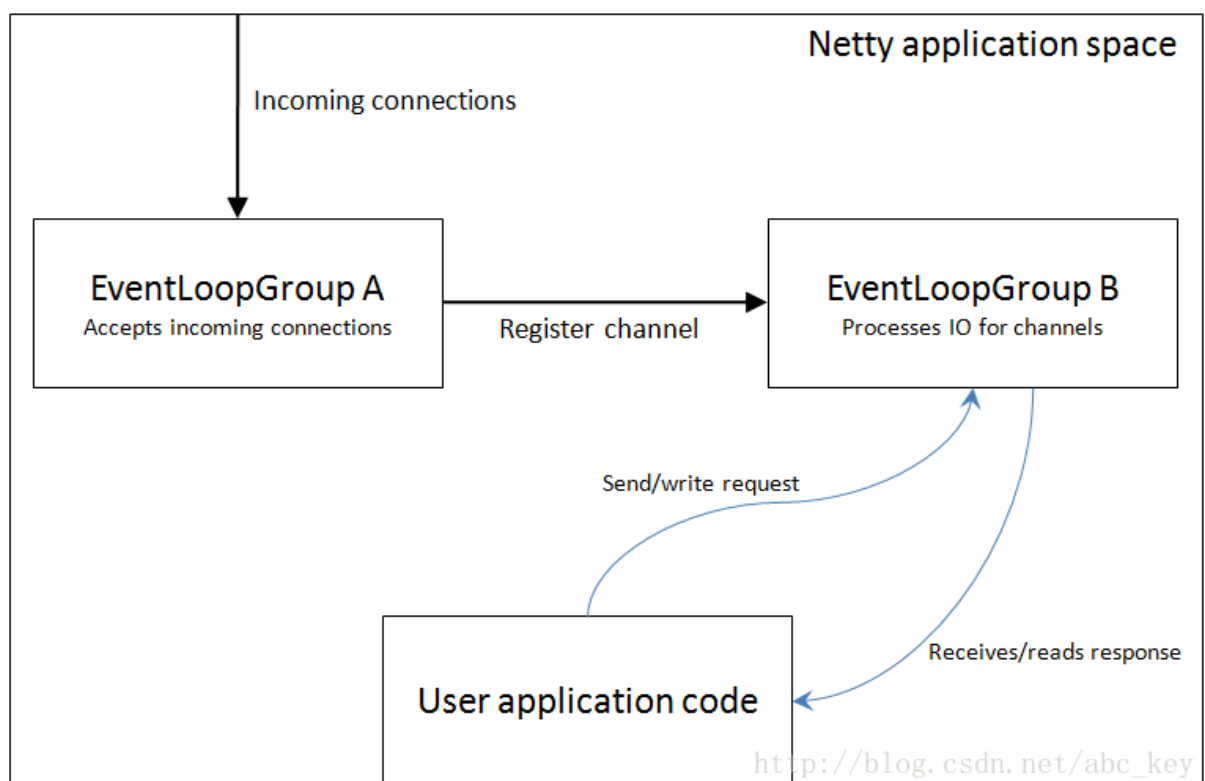 Netty application space
Incoming connections
EventLoopGroup A
Accepts incoming connections
Register channel
EventLoopGroup B
Processes IO for channels
Send/write request
Receives/reads response
User application code
http://blog.csdn.net/abc_key